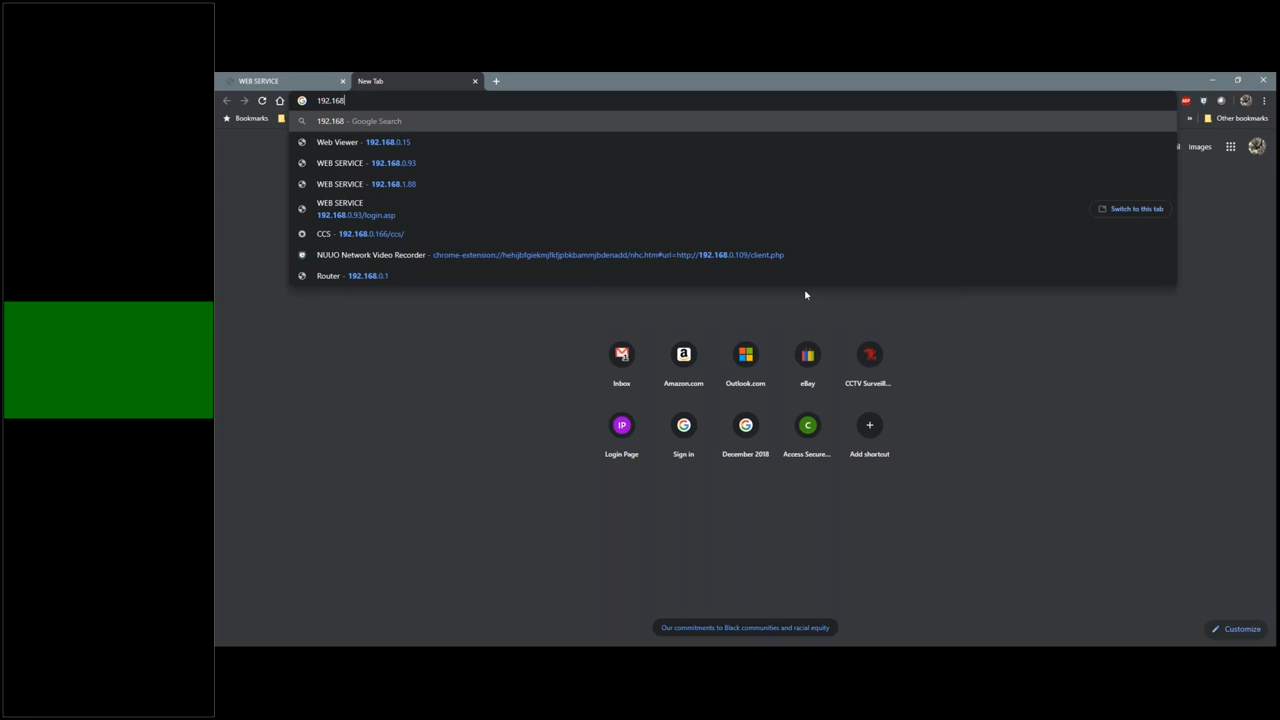 WEB SERVICE
New Tab
192.168
Bookmarks
Other bookmarks
192.168 - Google Search
Web Viewer - 192.168.0.15
WEB SERVICE - 192.168.0.93
WEB SERVICE - 192.168.1.88
WEB SERVICE
192.168.0.93/login.asp
Switch to this tab
CCS - 192.168.0.166/ccs/
NUUO Network Video Recorder - chrome-extension://hehijbfgiekmjfkfjpbkbammjbdenadd/nhc.htm#url=http://192.168.0.109/client.php
Router - 192.168.0.1
Images
Inbox
Amazon.com
Outlook.com
eBay
CCTV Surveill...
IP
C
Login Page
Sign in
December 2018
Access Secure...
Add shortcut
Our commitments to Black communities and racial equity
Customize